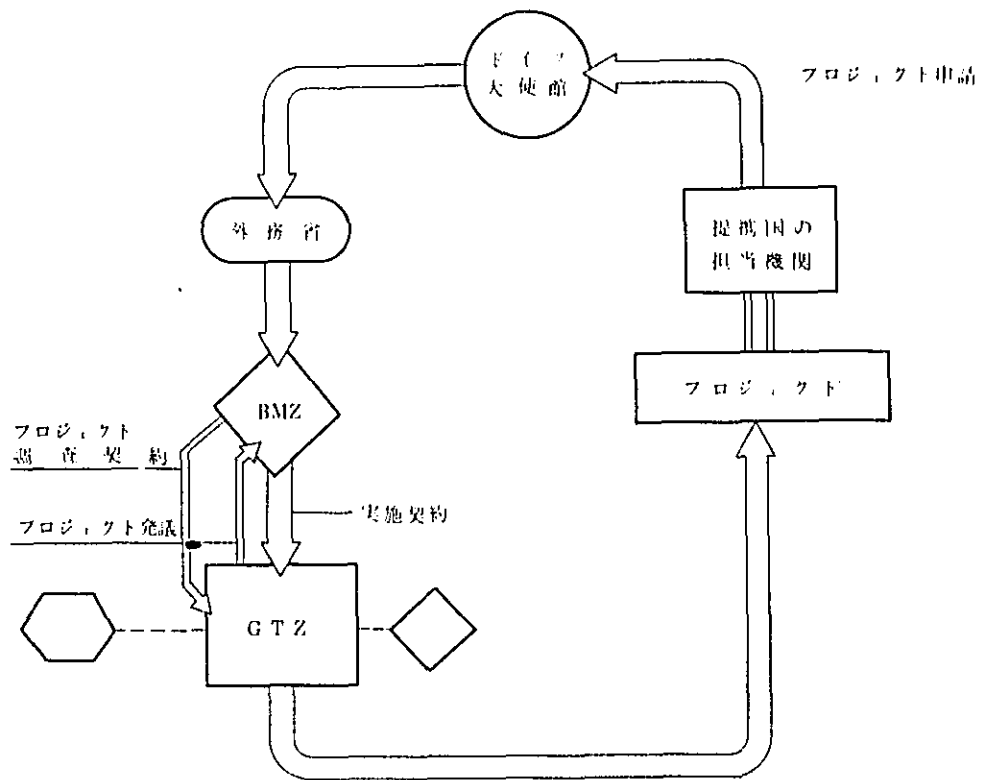 ドイツ
大使館
プロジェクト申請
外務省
提携国の
担当機関
プロジェクト
BMZ
プロジェクト
調査契約
プロジェクト発議
実施契約
GTZ